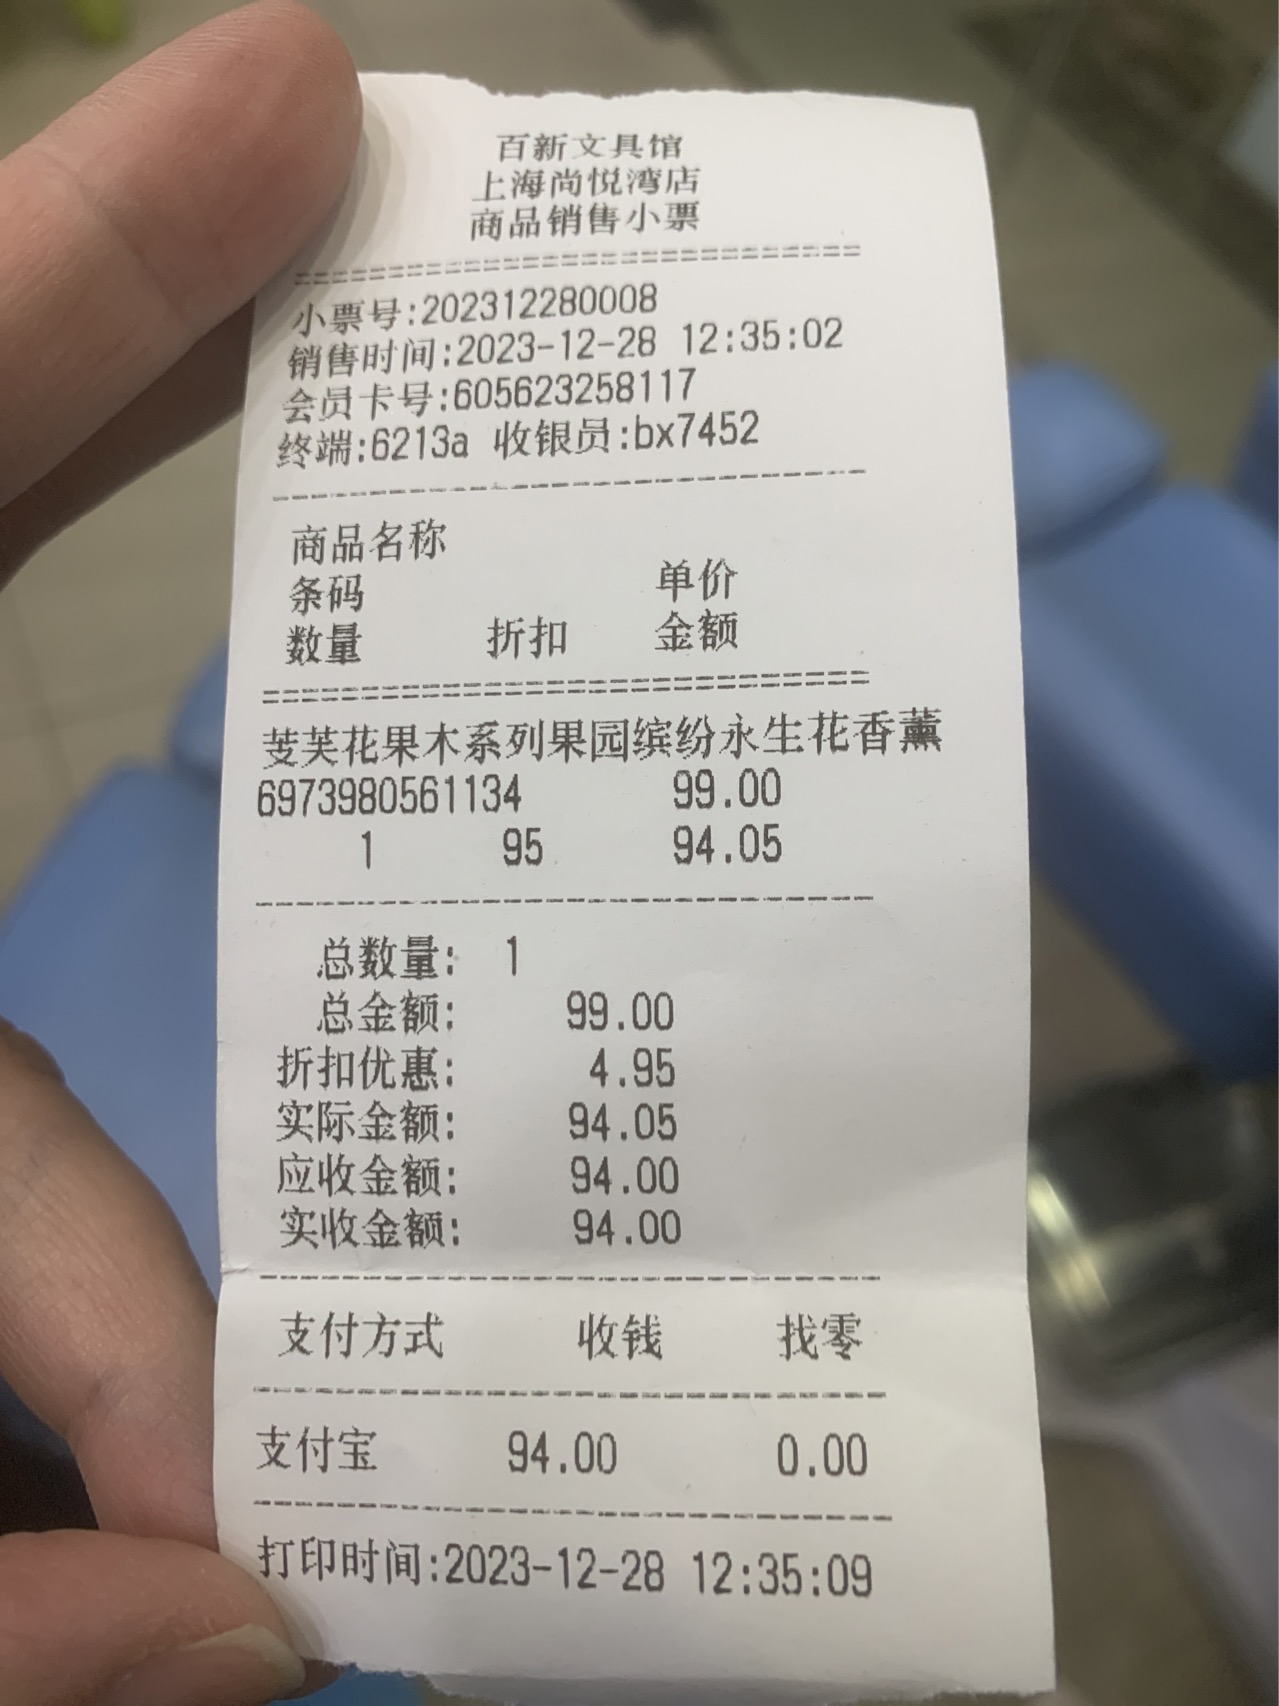 百新文具馆
上海尚悦湾店
商品销售小票
================================
小票号:202312280008
销售时间:2023-12-28 12:35:02
会员卡号:605623258117
终端:6213a 收银员:bx7452
--------------------------------
商品名称
条码 单价
数量 折扣 金额
================================
芰芙花果木系列果园缤纷永生花香薰
6973980561134 99.00
1 95 94.05
--------------------------------
总数量: 1
总金额: 99.00
折扣优惠: 4.95
实际金额: 94.05
应收金额: 94.00
实收金额: 94.00
--------------------------------
支付方式 收钱 找零
--------------------------------
支付宝 94.00 0.00
--------------------------------
打印时间:2023-12-28 12:35:09